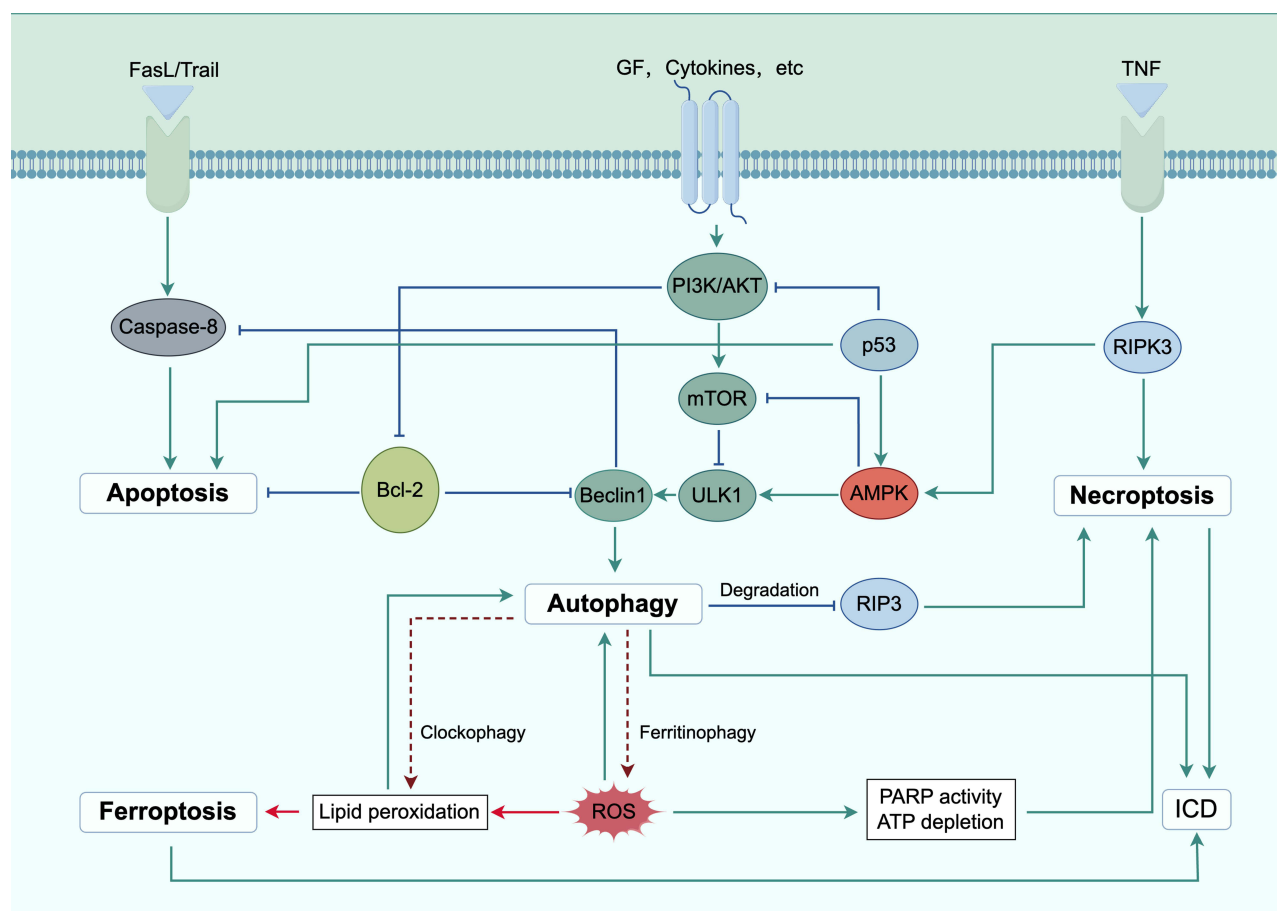 FasL/Trail
GF, Cytokines, etc
TNF
PI3K/AKT
Caspase-8
p53
RIPK3
mTOR
Apoptosis
Bcl-2
Beclin1
ULK1
AMPK
Necroptosis
Autophagy
Degradation
RIP3
Clockophagy
Ferritinophagy
Ferroptosis
Lipid peroxidation
ROS
PARP activity
ATP depletion
ICD